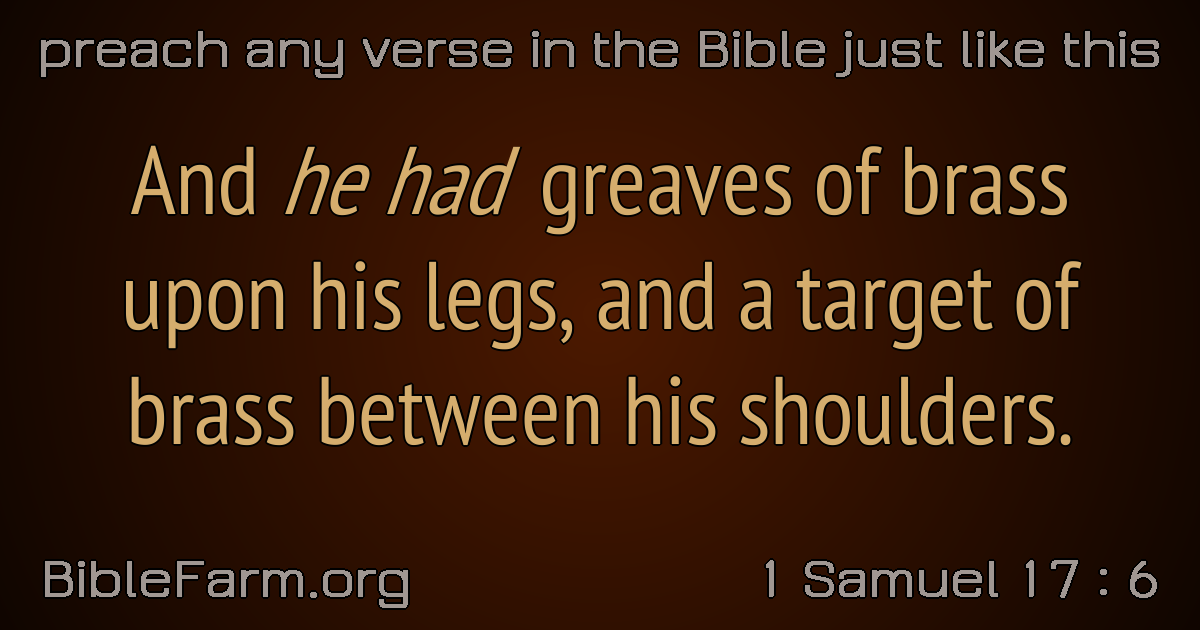 preach any verse in the Bible just like this
And he had greaves of brass
upon his legs, and a target of
brass between his shoulders.
BibleFarm.org
1 Samuel 17 : 6